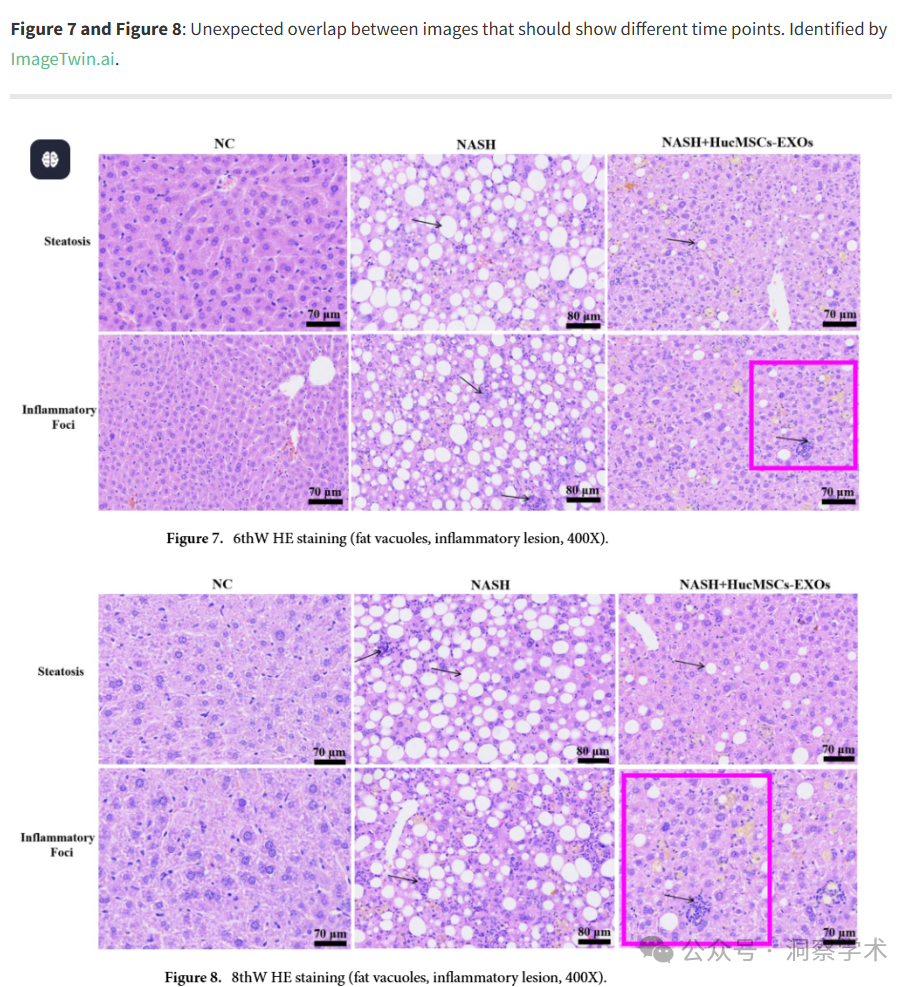 Figure 7 and Figure 8: Unexpected overlap between images that should show different time points. Identified by
ImageTwin.ai.
NC
NASH
NASH+HucMSCs-EXOs
Steatosis
70 μm
80 μm
70 μm
Inflammatory
Foci
70 μm
80 μm
70 μm
Figure 7. 6thW HE staining (fat vacuoles, inflammatory lesion, 400X).
NC
NASH
NASH+HucMSCs-EXOs
Steatosis
70 μm
80 μm
70 μm
Inflammatory
Foci
70 μm
80 μm
70 μm
公众号 · 洞察学术
Figure 8. 8thW HE staining (fat vacuoles, inflammatory lesion, 400X).